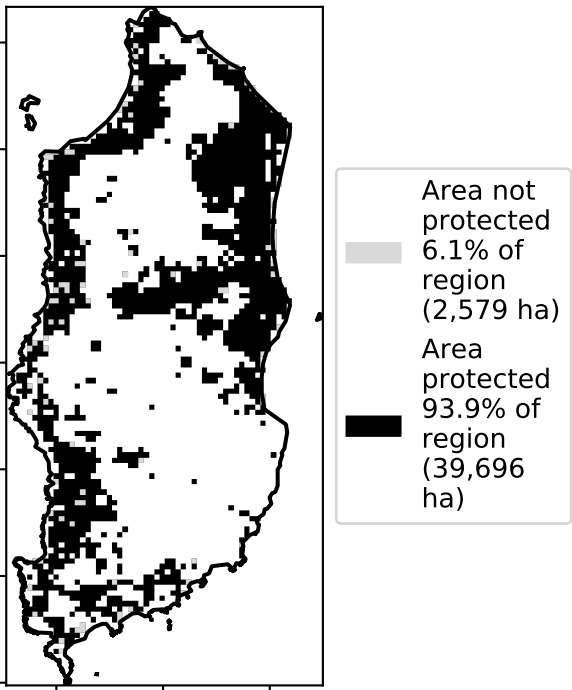 Area not
protected
6.1% of
region
(2,579 ha)
Area
protected
93.9% of
region
(39,696
ha)